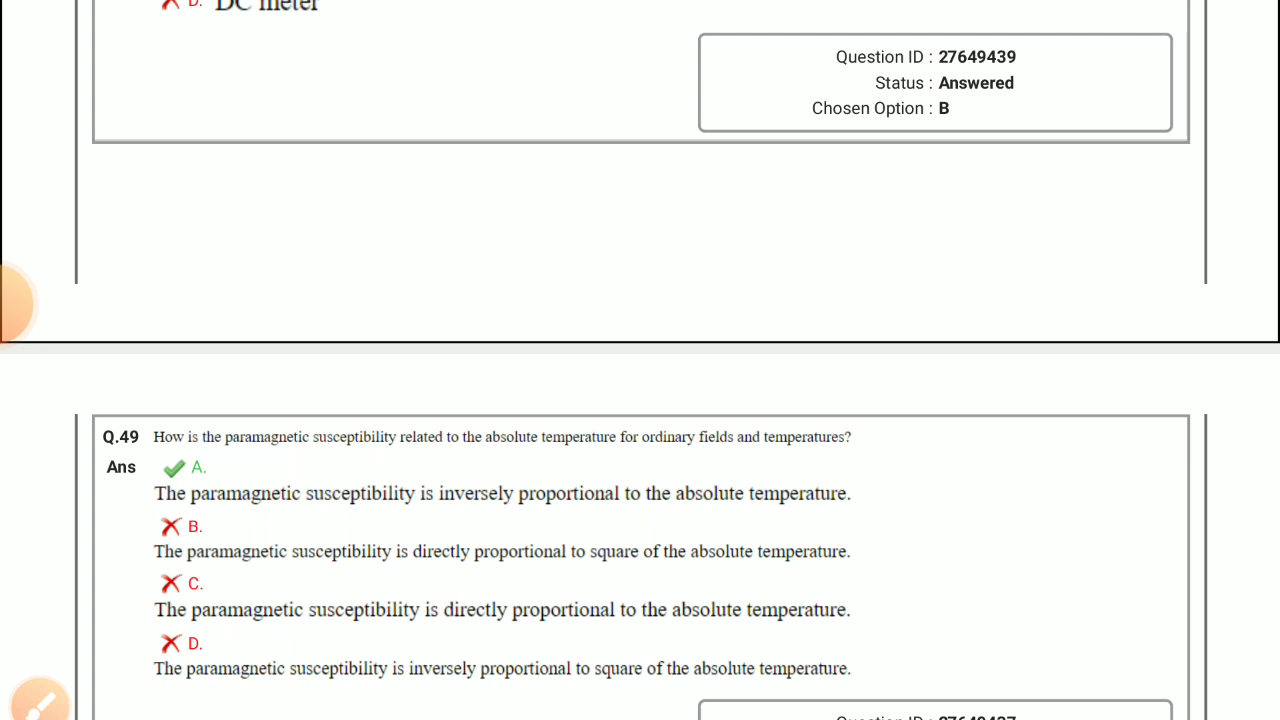 D. DC meter
Question ID : 27649439
Status : Answered
Chosen Option : B
Q.49 How is the paramagnetic susceptibility related to the absolute temperature for ordinary fields and temperatures?
Ans A.
The paramagnetic susceptibility is inversely proportional to the absolute temperature.
B.
The paramagnetic susceptibility is directly proportional to square of the absolute temperature.
C.
The paramagnetic susceptibility is directly proportional to the absolute temperature.
D.
The paramagnetic susceptibility is inversely proportional to square of the absolute temperature.
Question ID : 27649437